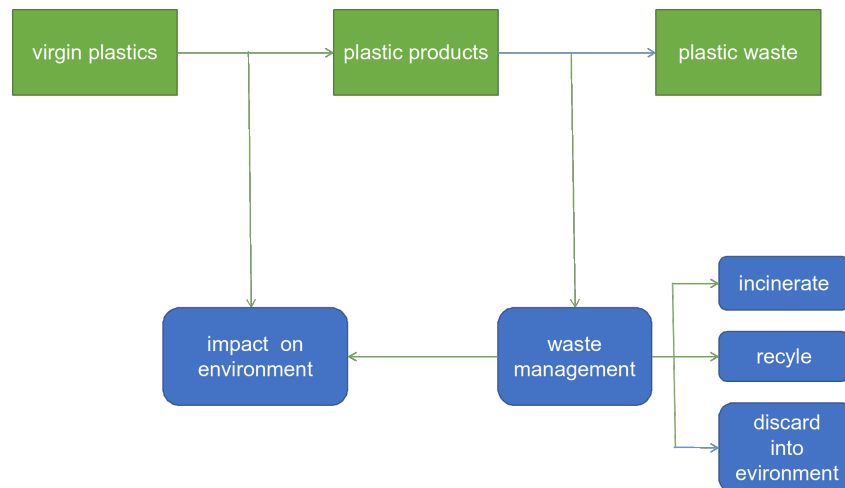 virgin plastics
plastic products
plastic waste
incinerate
impact on
environment
waste
management
recyle
discard
into
evironment